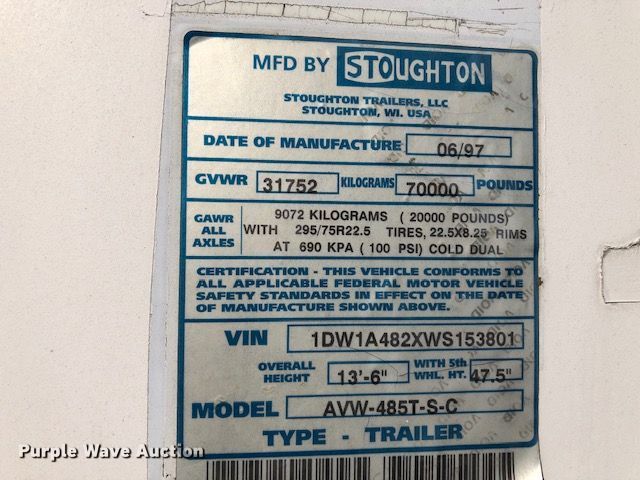 MFD BY STOUGHTON
STOUGHTON TRAILERS, LLC
STOUGHTON, WI. USA
DATE OF MANUFACTURE 06/97
GVWR 31752 KILOGRAMS 70000 POUNDS
GAWR ALL AXLES
9072 KILOGRAMS ( 20000 POUNDS)
WITH 295/75R22.5 TIRES, 22.5X8.25 RIMS
AT 690 KPA ( 100 PSI) COLD DUAL
CERTIFICATION - THIS VEHICLE CONFORMS TO
ALL APPLICABLE FEDERAL MOTOR VEHICLE
SAFETY STANDARDS IN EFFECT ON THE DATE
OF MANUFACTURE SHOWN ABOVE.
VIN 1DW1A482XWS153801
OVERALL HEIGHT 13'-6" WITH 5th WHL. HT. 47.5"
MODEL AVW-485T-S-C
TYPE - TRAILER
Purple Wave Auction